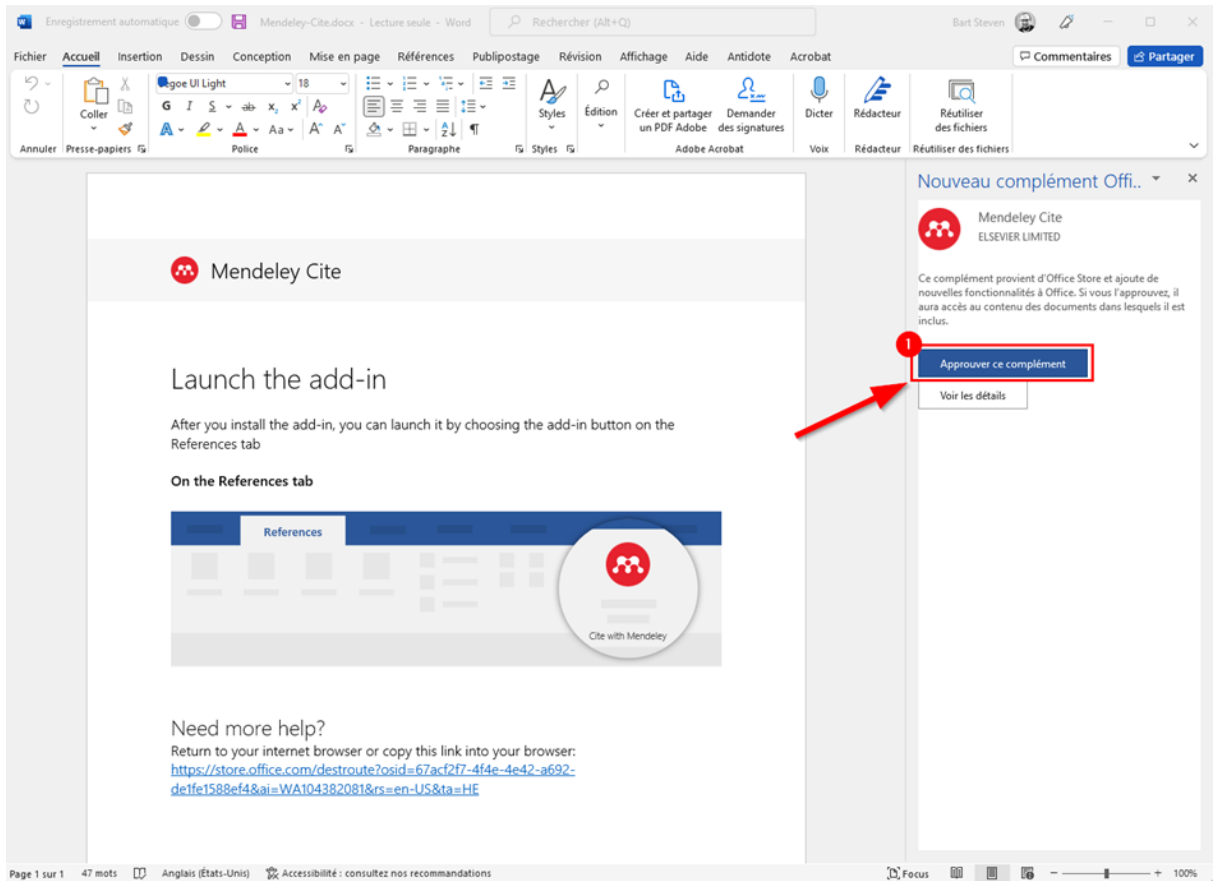 Enregistrement automatique Mendeley-Cite.docx - Lecture seule - Word Rechercher (Alt+Q) Bart Steven
Fichier Accueil Insertion Dessin Conception Mise en page Références Publipostage Révision Affichage Aide Antidote Acrobat Commentaires Partager
egoe UI Light 18
Coller
G I S ab x, x² A
A A Aa A^ A˅
Styles
Édition
Créer et partager
un PDF Adobe
Demander
des signatures
Dicter
Rédacteur
Réutiliser
des fichiers
Annuler Presse-papiers Police Paragraphe Styles Adobe Acrobat Voix Rédacteur Réutiliser des fichiers
Mendeley Cite
Launch the add-in
After you install the add-in, you can launch it by choosing the add-in button on the
References tab
On the References tab
References
Cite with Mendeley
Need more help?
Return to your internet browser or copy this link into your browser:
https://store.office.com/destroute?osid=67acf2f7-4f4e-4e42-a692-
de1fe1588ef4&ai=WA104382081&rs=en-US&ta=HE
Nouveau complément Offi..
Mendeley Cite
ELSEVIER LIMITED
Ce complément provient d'Office Store et ajoute de
nouvelles fonctionnalités à Office. Si vous l'approuvez, il
aura accès au contenu des documents dans lesquels il est
inclus.
1
Approuver ce complément
Voir les détails
Page 1 sur 1 47 mots Anglais (États-Unis) Accessibilité : consultez nos recommandations Focus 100%